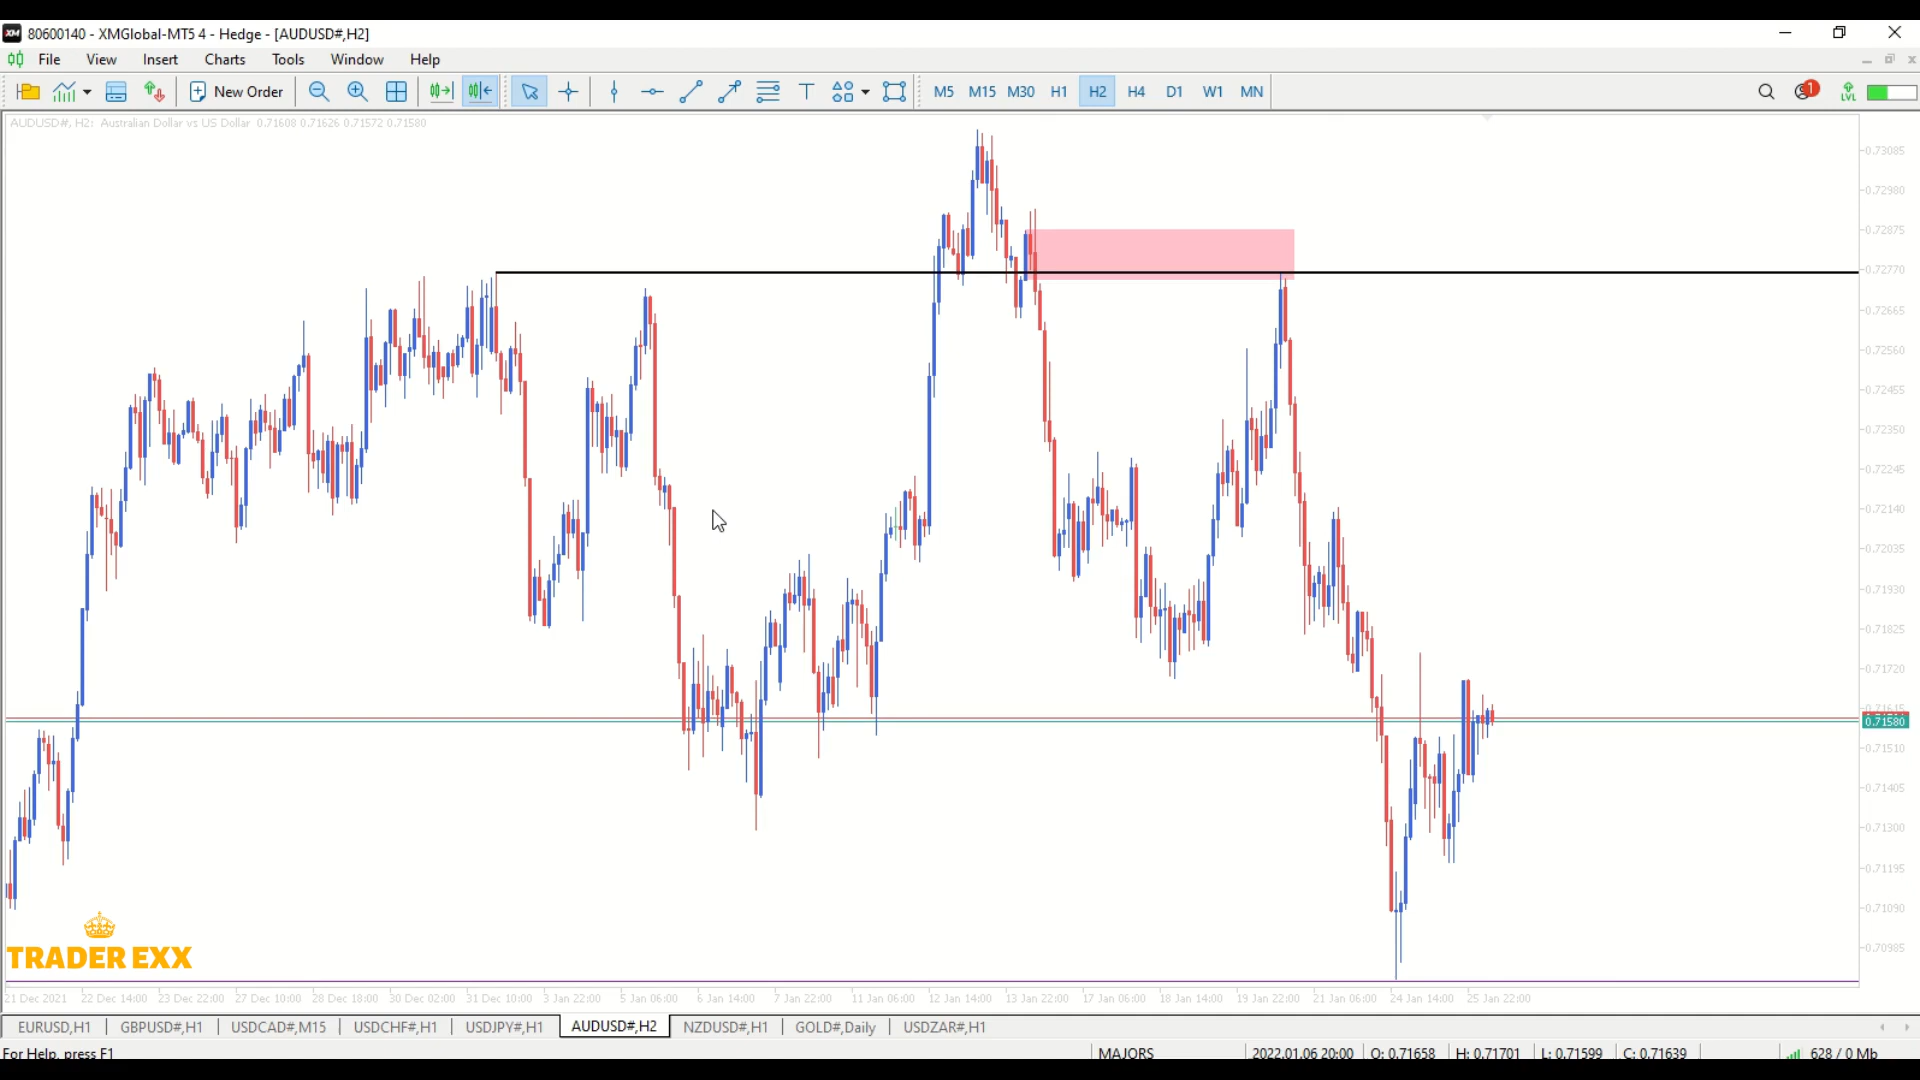 80600140 - XMGlobal-MT5 4 - Hedge - [AUDUSD#,H2]
File View Insert Charts Tools Window Help
New Order M5 M15 M30 H1 H2 H4 D1 W1 MN 1 LVL
AUDUSD#, H2: Australian Dollar vs US Dollar 0.71608 0.71626 0.71572 0.71580
0.73085
0.72980
0.72875
0.72770
0.72665
0.72560
0.72455
0.72350
0.72245
0.72140
0.72035
0.71930
0.71825
0.71720
0.71615
0.71580
0.71510
0.71405
0.71300
0.71195
0.71090
0.70985
TRADER EXX
21 Dec 2021 22 Dec 14:00 23 Dec 22:00 27 Dec 10:00 28 Dec 18:00 30 Dec 02:00 31 Dec 10:00 3 Jan 22:00 5 Jan 06:00 6 Jan 14:00 7 Jan 22:00 11 Jan 06:00 12 Jan 14:00 13 Jan 22:00 17 Jan 06:00 18 Jan 14:00 19 Jan 22:00 21 Jan 06:00 24 Jan 14:00 25 Jan 22:00
EURUSD,H1 GBPUSD#,H1 USDCAD#,M15 USDCHF#,H1 USDJPY#,H1 AUDUSD#,H2 NZDUSD#,H1 GOLD#,Daily USDZAR#,H1
For Help, press F1 MAJORS 2022.01.06 20:00 O: 0.71658 H: 0.71701 L: 0.71599 C: 0.71639 628 / 0 Mb